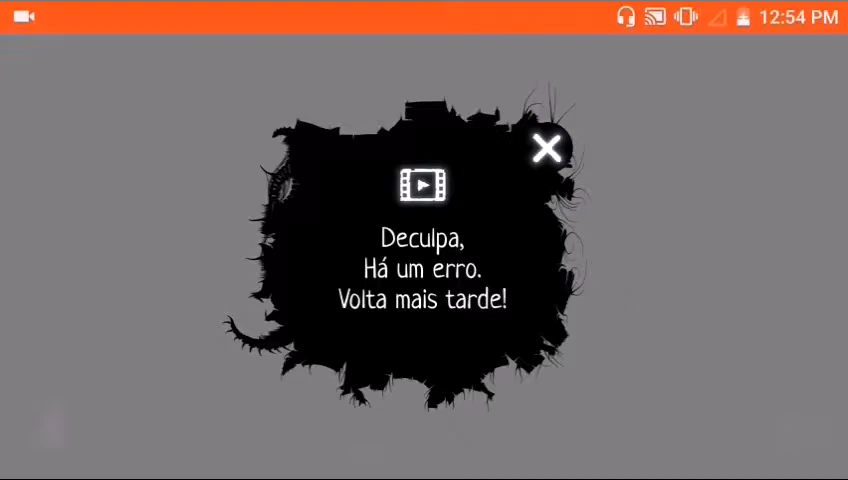 12:54 PM
Deculpa,
Há um erro.
Volta mais tarde!